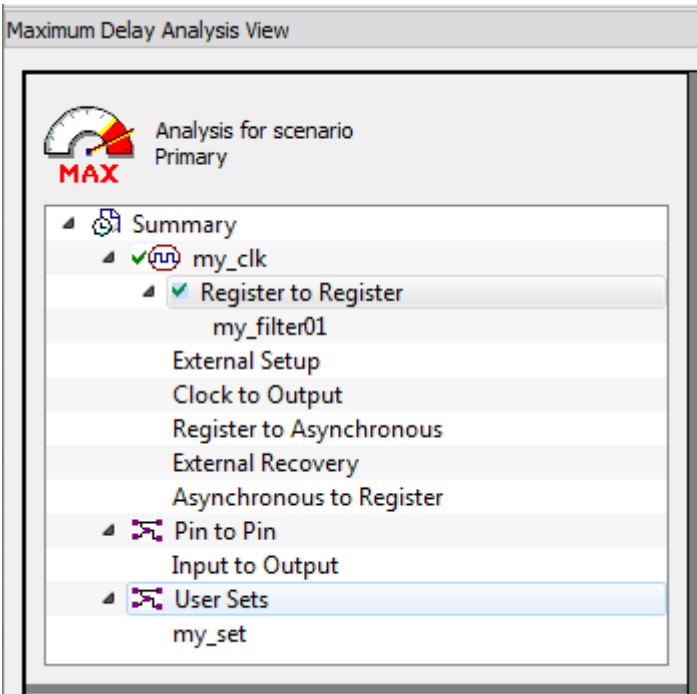 Maximum Delay Analysis View
Analysis for scenario
Primary
MAX
Summary
my_clk
Register to Register
my_filter01
External Setup
Clock to Output
Register to Asynchronous
External Recovery
Asynchronous to Register
Pin to Pin
Input to Output
User Sets
my_set